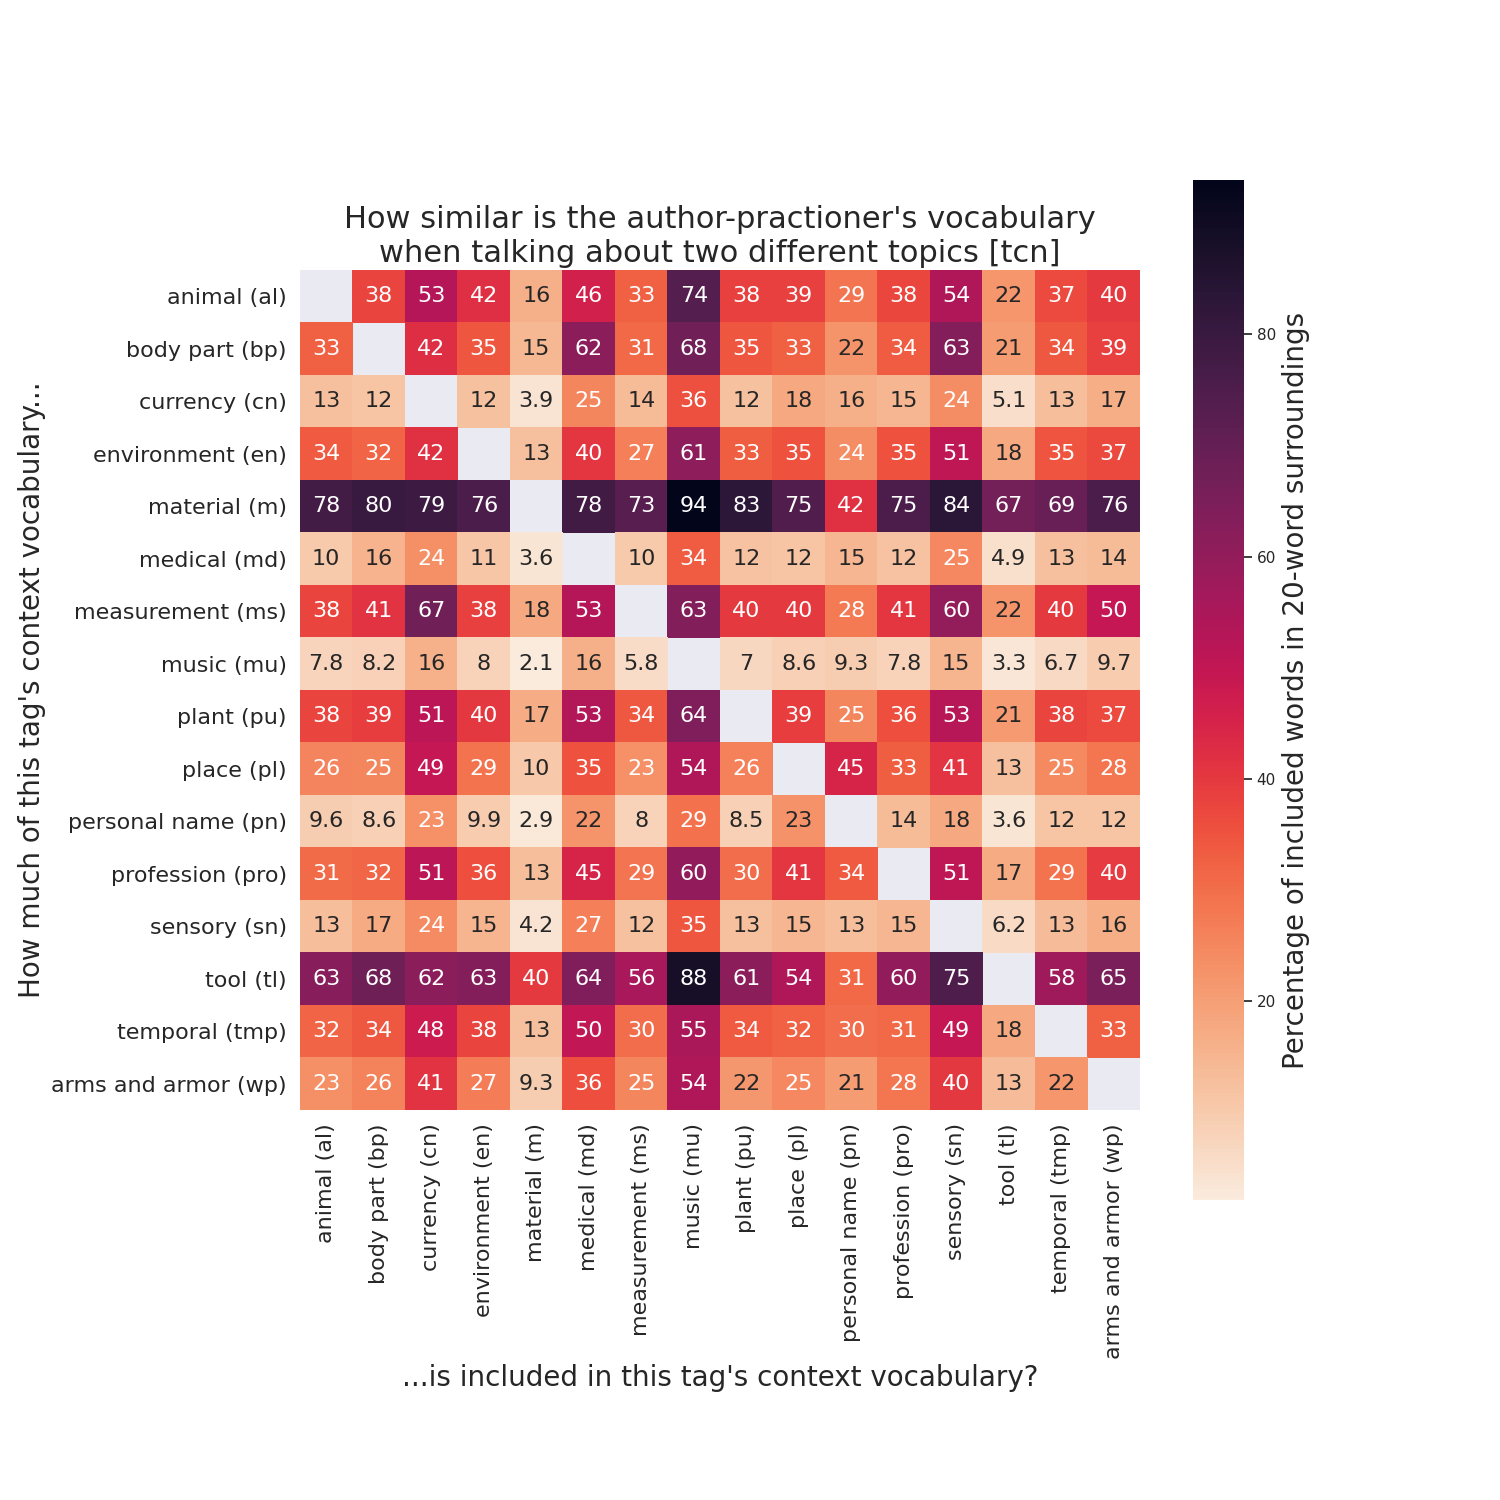 How similar is the author-practioner's vocabulary
when talking about two different topics [tcn]
How much of this tag's context vocabulary...
animal (al) 38 53 42 16 46 33 74 38 39 29 38 54 22 37 40
body part (bp) 33 42 35 15 62 31 68 35 33 22 34 63 21 34 39
currency (cn) 13 12 12 3.9 25 14 36 12 18 16 15 24 5.1 13 17
environment (en) 34 32 42 13 40 27 61 33 35 24 35 51 18 35 37
material (m) 78 80 79 76 78 73 94 83 75 42 75 84 67 69 76
medical (md) 10 16 24 11 3.6 10 34 12 12 15 12 25 4.9 13 14
measurement (ms) 38 41 67 38 18 53 63 40 40 28 41 60 22 40 50
music (mu) 7.8 8.2 16 8 2.1 16 5.8 7 8.6 9.3 7.8 15 3.3 6.7 9.7
plant (pu) 38 39 51 40 17 53 34 64 39 25 36 53 21 38 37
place (pl) 26 25 49 29 10 35 23 54 26 45 33 41 13 25 28
personal name (pn) 9.6 8.6 23 9.9 2.9 22 8 29 8.5 23 14 18 3.6 12 12
profession (pro) 31 32 51 36 13 45 29 60 30 41 34 51 17 29 40
sensory (sn) 13 17 24 15 4.2 27 12 35 13 15 13 15 6.2 13 16
tool (tl) 63 68 62 63 40 64 56 88 61 54 31 60 75 58 65
temporal (tmp) 32 34 48 38 13 50 30 55 34 32 30 31 49 18 33
arms and armor (wp) 23 26 41 27 9.3 36 25 54 22 25 21 28 40 13 22
animal (al)
body part (bp)
currency (cn)
environment (en)
material (m)
medical (md)
measurement (ms)
music (mu)
plant (pu)
place (pl)
personal name (pn)
profession (pro)
sensory (sn)
tool (tl)
temporal (tmp)
arms and armor (wp)
...is included in this tag's context vocabulary?
80
60
40
20
Percentage of included words in 20-word surroundings